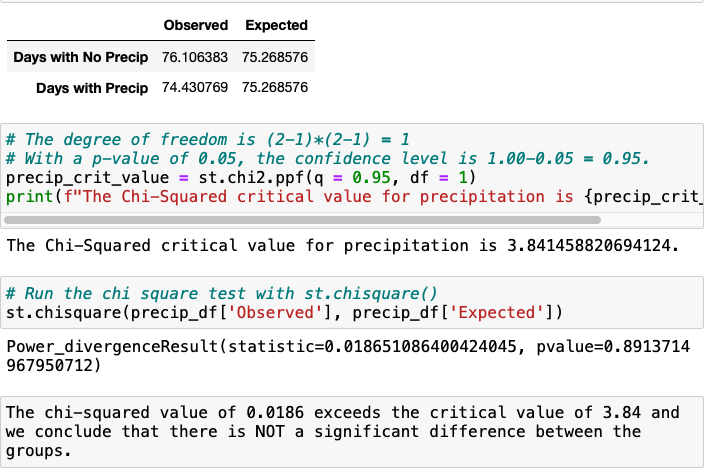 Observed Expected
Days with No Precip 76.106383 75.268576
Days with Precip 74.430769 75.268576
# The degree of freedom is (2-1)*(2-1) = 1
# With a p-value of 0.05, the confidence level is 1.00-0.05 = 0.95.
precip_crit_value = st.chi2.ppf(q = 0.95, df = 1)
print(f"The Chi-Squared critical value for precipitation is {precip_crit_
The Chi-Squared critical value for precipitation is 3.841458820694124.
# Run the chi square test with st.chisquare()
st.chisquare(precip_df['Observed'], precip_df['Expected'])
Power_divergenceResult(statistic=0.018651086400424045, pvalue=0.8913714
967950712)
The chi-squared value of 0.0186 exceeds the critical value of 3.84 and
we conclude that there is NOT a significant difference between the
groups.